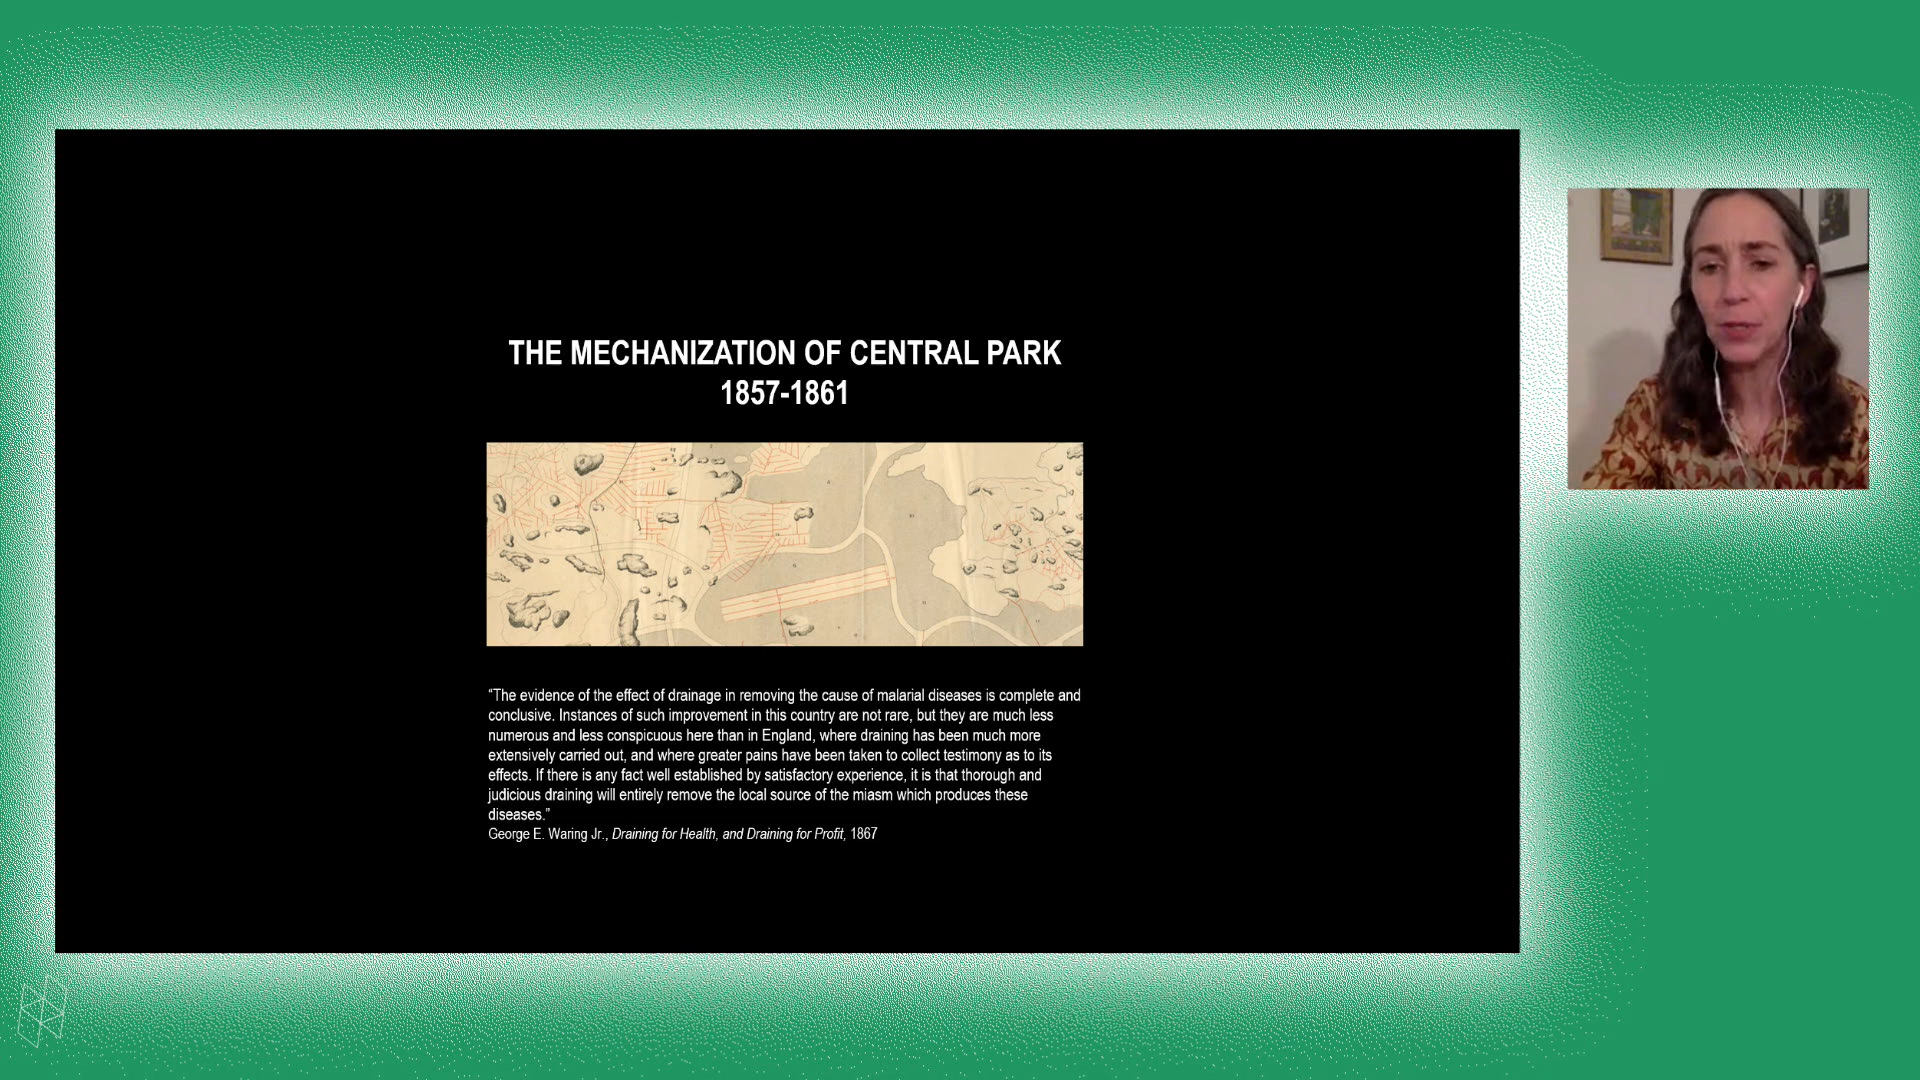 THE MECHANIZATION OF CENTRAL PARK
1857-1861
“The evidence of the effect of drainage in removing the cause of malarial diseases is complete and
conclusive. Instances of such improvement in this country are not rare, but they are much less
numerous and less conspicuous here than in England, where draining has been much more
extensively carried out, and where greater pains have been taken to collect testimony as to its
effects. If there is any fact well established by satisfactory experience, it is that thorough and
judicious draining will entirely remove the local source of the miasm which produces these
diseases.”
George E. Waring Jr., Draining for Health, and Draining for Profit, 1867